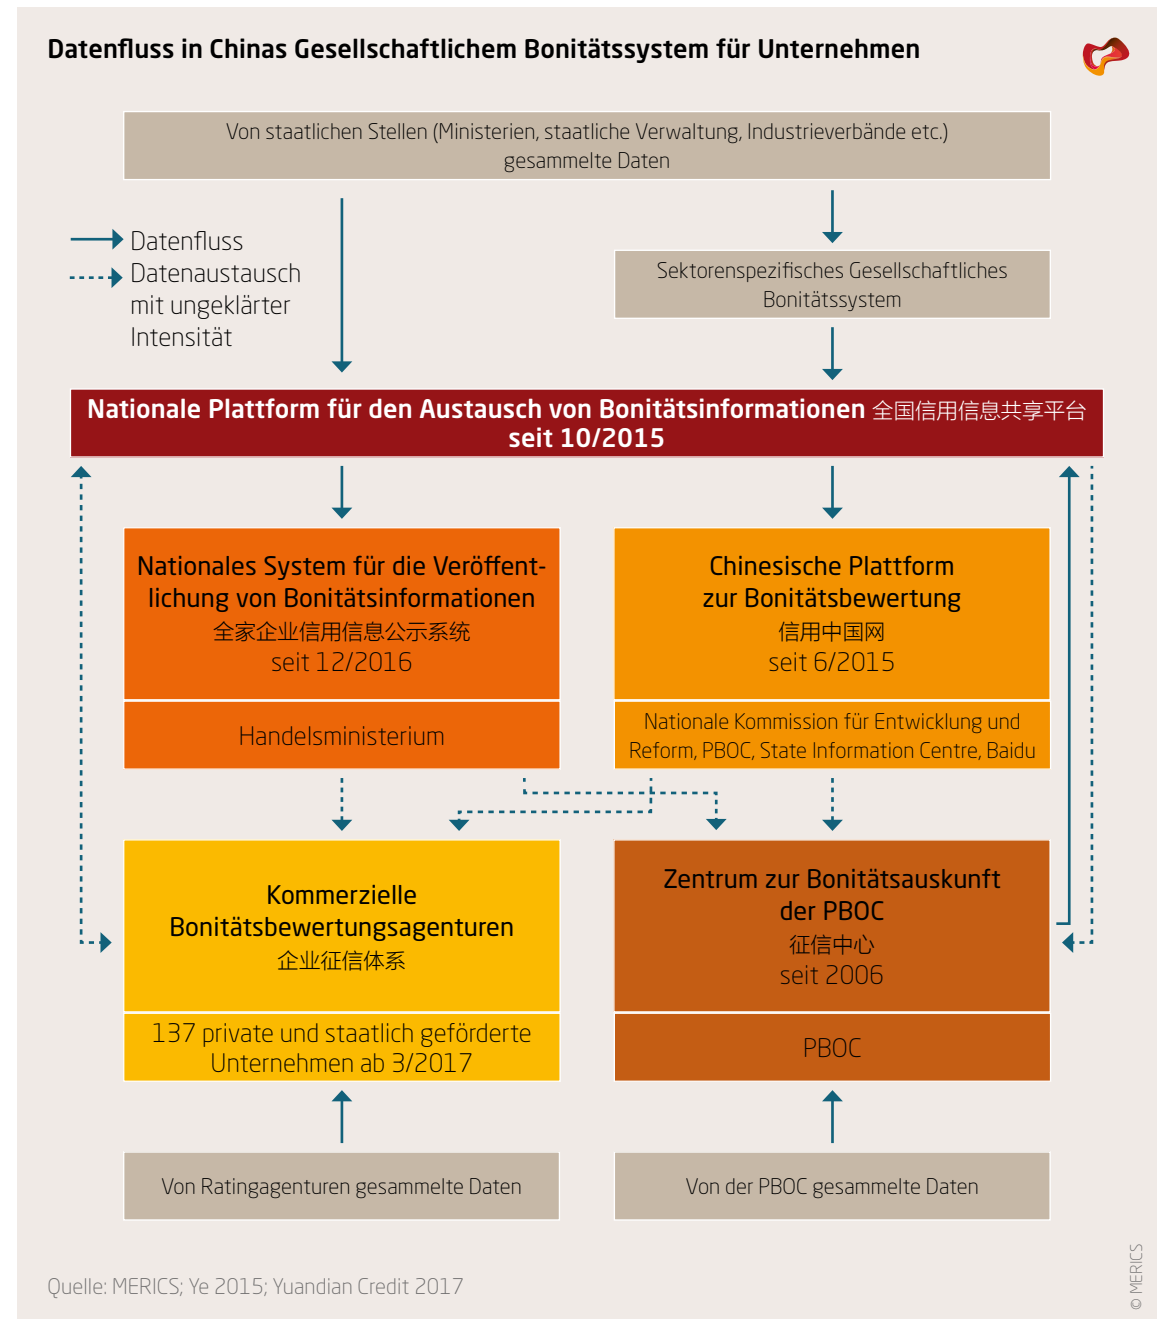 Datenfluss in Chinas Gesellschaftlichem Bonitätssystem für Unternehmen
Von staatlichen Stellen (Ministerien, staatliche Verwaltung, Industrieverbände etc.)
gesammelte Daten
Datenfluss
Datenaustausch
mit ungeklärter
Intensität
Sektorenspezifisches Gesellschaftliches
Bonitätssystem
Nationale Plattform für den Austausch von Bonitätsinformationen 全国信用信息共享平台
seit 10/2015
Nationales System für die Veröffent-
lichung von Bonitätsinformationen
全家企业信用信息公示系统
seit 12/2016
Handelsministerium
Chinesische Plattform
zur Bonitätsbewertung
信用中国网
seit 6/2015
Nationale Kommission für Entwicklung und
Reform, PBOC, State Information Centre, Baidu
Kommerzielle
Bonitätsbewertungsagenturen
企业征信体系
137 private und staatlich geförderte
Unternehmen ab 3/2017
Zentrum zur Bonitätsauskunft
der PBOC
征信中心
seit 2006
PBOC
Von Ratingagenturen gesammelte Daten
Von der PBOC gesammelte Daten
Quelle: MERICS; Ye 2015; Yuandian Credit 2017
© MERICS